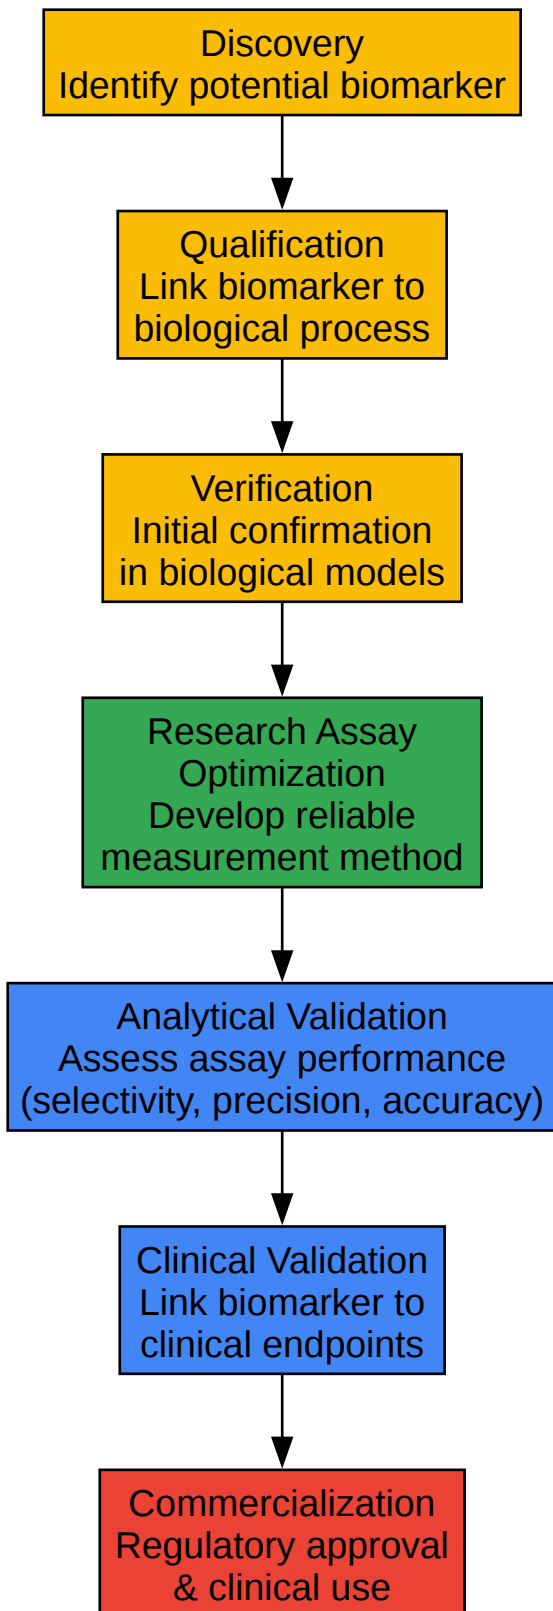 Discovery
Identify potential biomarker
Qualification
Link biomarker to
biological process
Verification
Initial confirmation
in biological models
Research Assay
Optimization
Develop reliable
measurement method
Analytical Validation
Assess assay performance
(selectivity, precision, accuracy)
Clinical Validation
Link biomarker to
clinical endpoints
Commercialization
Regulatory approval
& clinical use